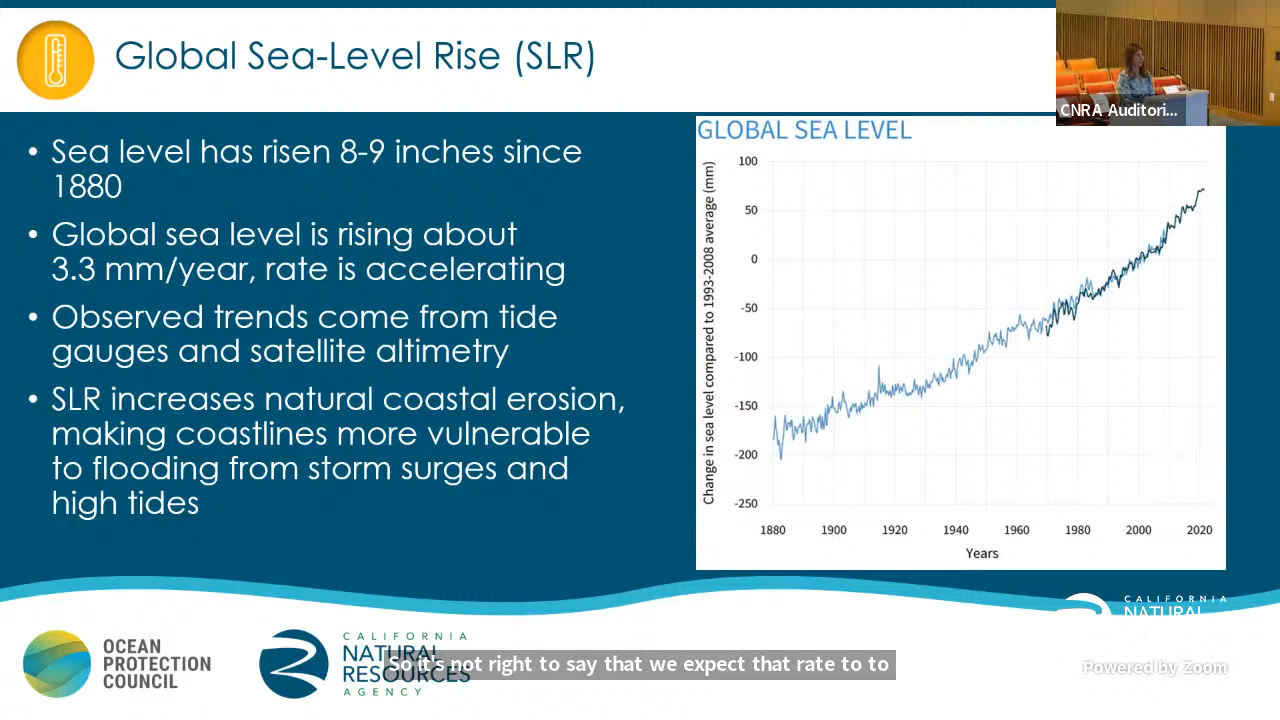 Global Sea-Level Rise (SLR)
CNRA Auditori...
• Sea level has risen 8-9 inches since
1880
• Global sea level is rising about
3.3 mm/year, rate is accelerating
• Observed trends come from tide
gauges and satellite altimetry
• SLR increases natural coastal erosion,
making coastlines more vulnerable
to flooding from storm surges and
high tides
GLOBAL SEA LEVEL
Change in sea level compared to 1993-2008 average (mm)
100
50
0
-50
-100
-150
-200
-250
1880 1900 1920 1940 1960 1980 2000 2020
Years
OCEAN
PROTECTION
COUNCIL
CALIFORNIA
NATURAL
RESOURCES
AGENCY
So it's not right to say that we expect that rate to to
CALIFORNIA
NATURAL
Powered by Zoom